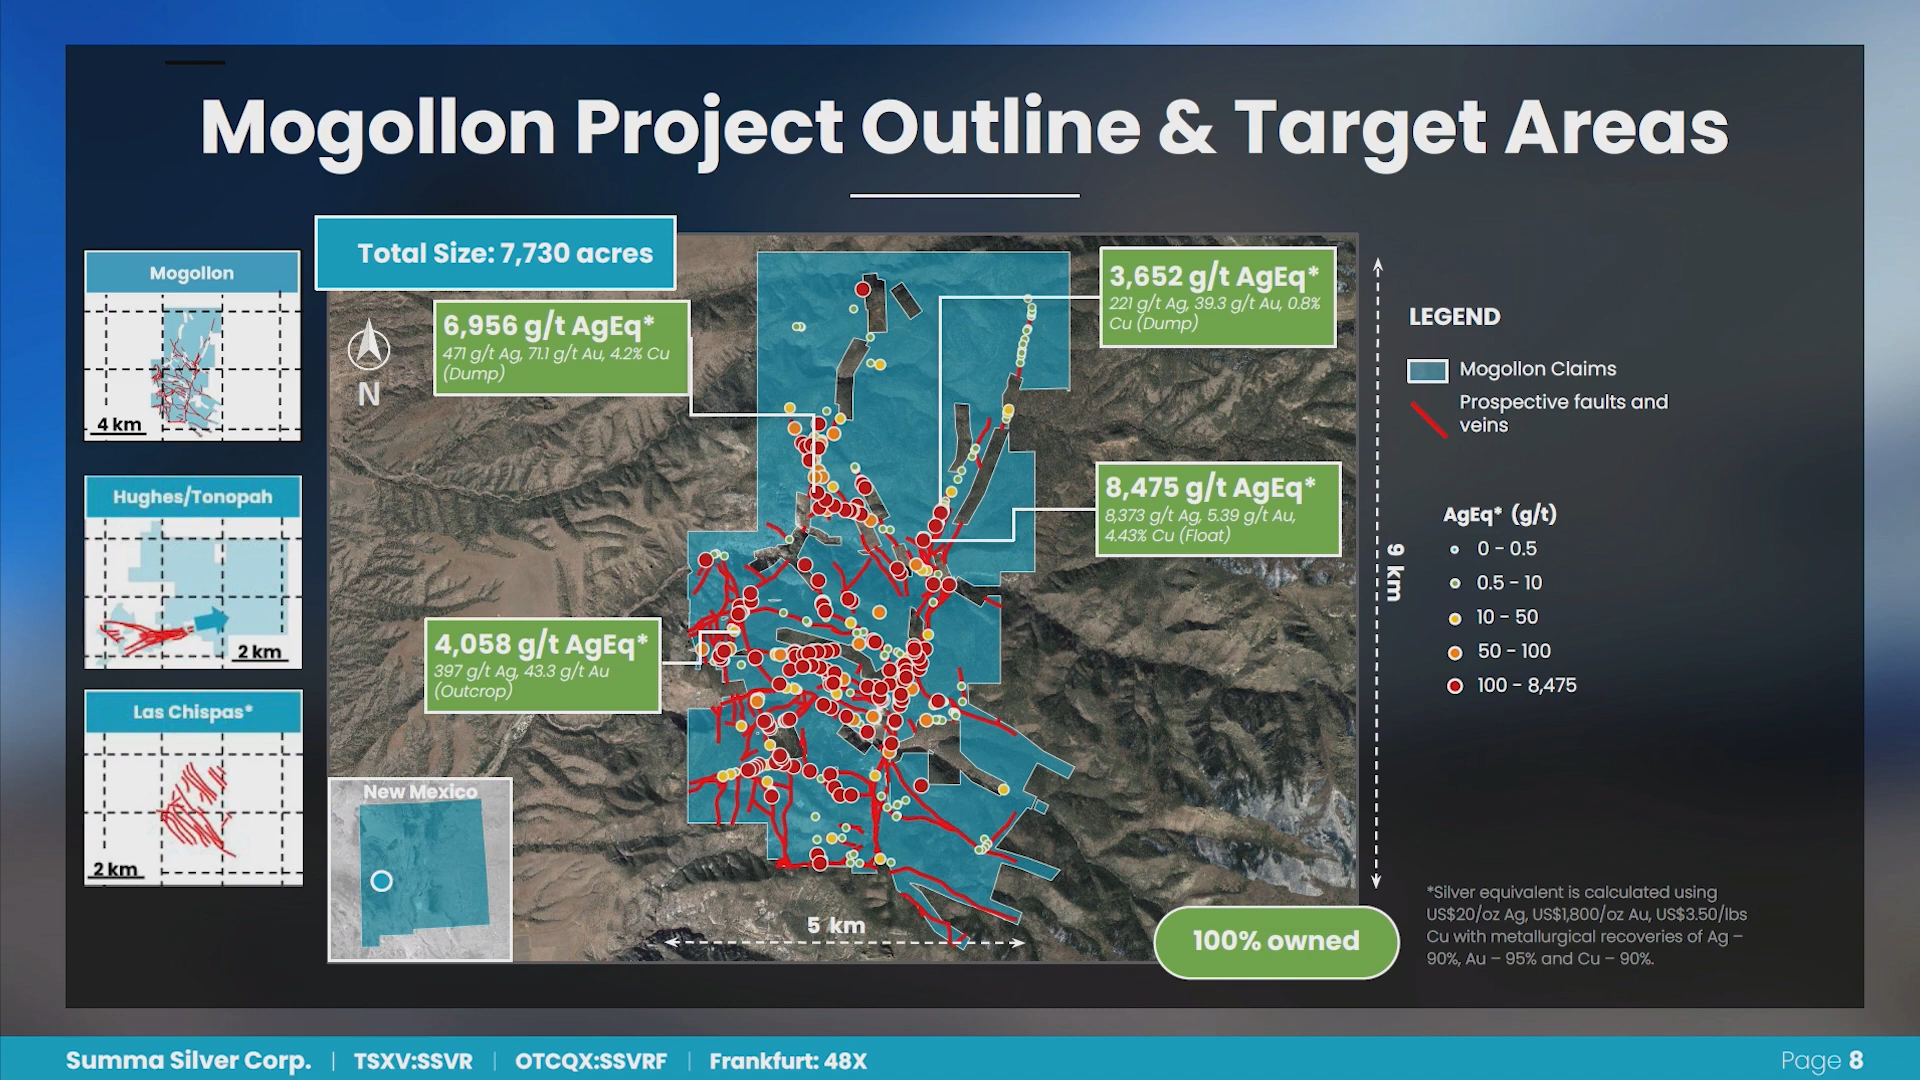 Mogollon Project Outline & Target Areas
Total Size: 7,730 acres
Mogollon
4 km
Hughes/Tonopah
2 km
Las Chispas*
2 km
N
6,956 g/t AgEq*
471 g/t Ag, 71.1 g/t Au, 4.2% Cu
(Dump)
3,652 g/t AgEq*
221 g/t Ag, 39.3 g/t Au, 0.8%
Cu (Dump)
8,475 g/t AgEq*
8,373 g/t Ag, 5.39 g/t Au,
4.43% Cu (Float)
4,058 g/t AgEq*
397 g/t Ag, 43.3 g/t Au
(Outcrop)
New Mexico
5 km
9 km
100% owned
LEGEND
Mogollon Claims
Prospective faults and
veins
AgEq* (g/t)
0 – 0.5
0.5 – 10
10 – 50
50 – 100
100 – 8,475
*Silver equivalent is calculated using
US$20/oz Ag, US$1,800/oz Au, US$3.50/lbs
Cu with metallurgical recoveries of Ag –
90%, Au – 95% and Cu – 90%.
Summa Silver Corp. | TSXV:SSVR | OTCQX:SSVRF | Frankfurt: 48X
Page 8